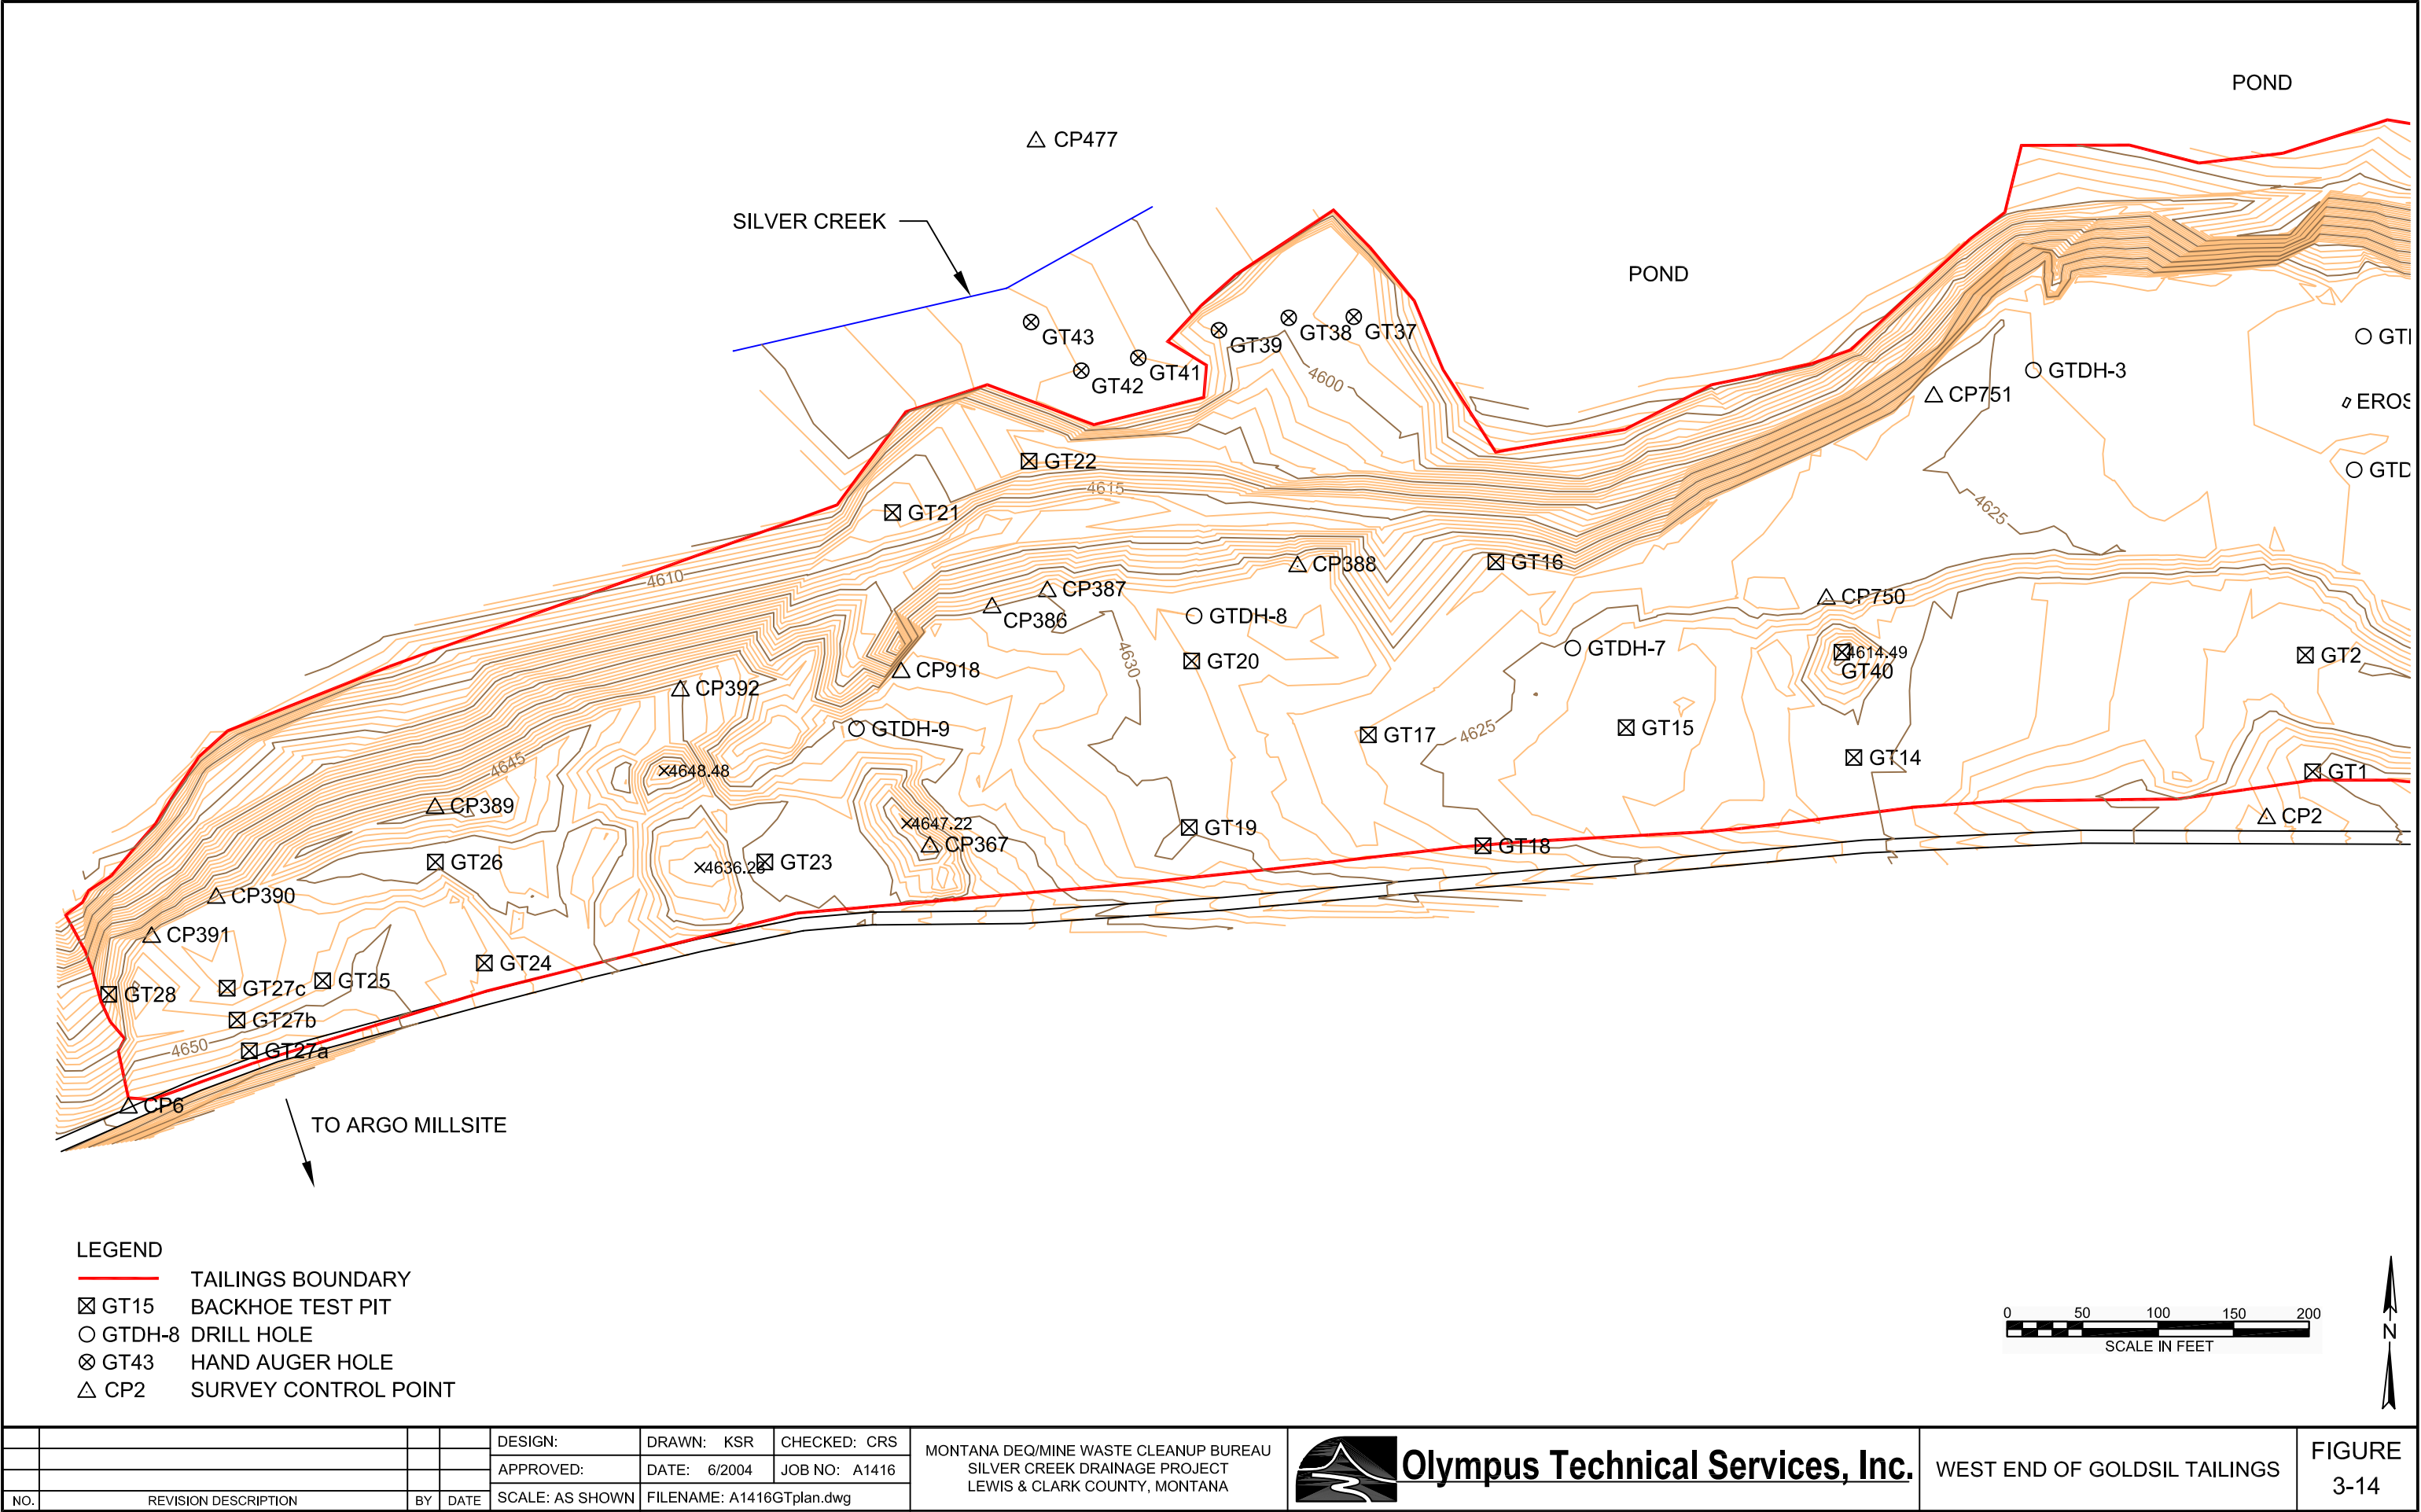 POND
CP477
SILVER CREEK
POND
GT43
GT39
GT38
GT37
GT42
GT41
4600
GTDH-3
CP751
EROS
GT22
4615
GT21
4625
4610
CP388
GT16
CP387
CP386
GTDH-8
CP750
4630
GT20
GTDH-7
4614.49
GT40
GT2
CP918
CP392
GTDH-9
GT17
4625
GT15
GT14
4645
4648.48
GT1
CP389
4647.22
CP367
GT19
CP2
GT18
GT26
4636.26
GT23
CP390
CP391
GT24
GT28
GT27c
GT25
GT27b
4650
GT27a
CP6
TO ARGO MILLSITE
LEGEND
TAILINGS BOUNDARY
GT15 BACKHOE TEST PIT
GTDH-8 DRILL HOLE
GT43 HAND AUGER HOLE
CP2 SURVEY CONTROL POINT
0 50 100 150 200
SCALE IN FEET
N
NO. REVISION DESCRIPTION BY DATE
DESIGN: DRAWN: KSR CHECKED: CRS
APPROVED: DATE: 6/2004 JOB NO: A1416
SCALE: AS SHOWN FILENAME: A1416GTplan.dwg
MONTANA DEQ/MINE WASTE CLEANUP BUREAU
SILVER CREEK DRAINAGE PROJECT
LEWIS & CLARK COUNTY, MONTANA
Olympus Technical Services, Inc.
WEST END OF GOLDSIL TAILINGS
FIGURE
3-14